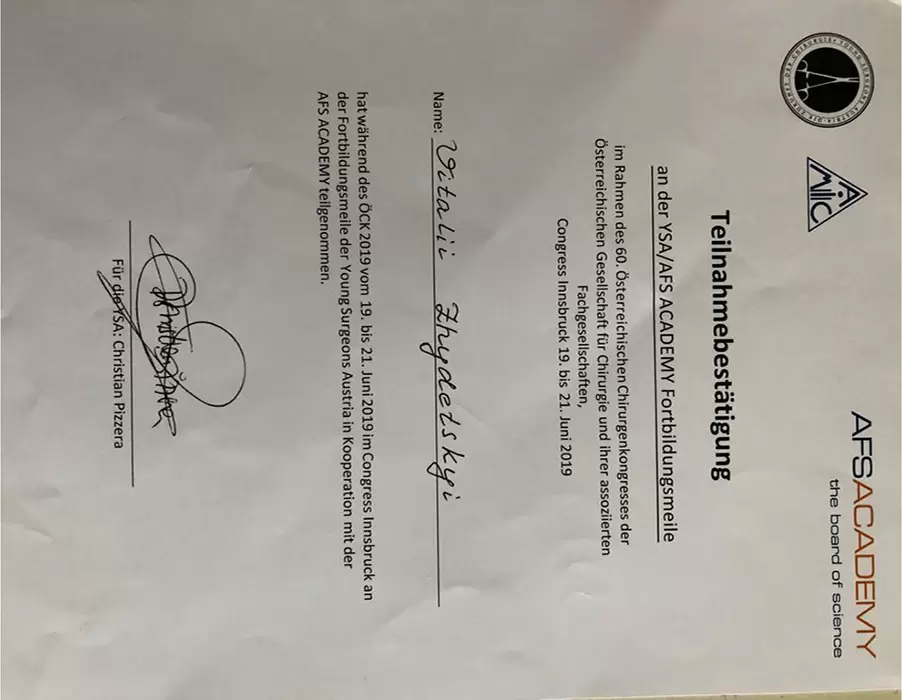 AMIC
AFSACADEMY
the board of science
Teilnahmebestätigung
an der YSA/AFS ACADEMY Fortbildungsmeile
im Rahmen des 60. Österreichischen Chirurgenkongresses der
Österreichischen Gesellschaft für Chirurgie und ihrer assoziierten
Fachgesellschaften,
Congress Innsbruck 19. bis 21. Juni 2019
Name: Vitalii Zhydetskyi
hat während des ÖCK 2019 vom 19. bis 21. Juni 2019 im Congress Innsbruck an
der Fortbildungsmeile der Young Surgeons Austria in Kooperation mit der
AFS ACADEMY teilgenommen.
Für die YSA: Christian Pizzera